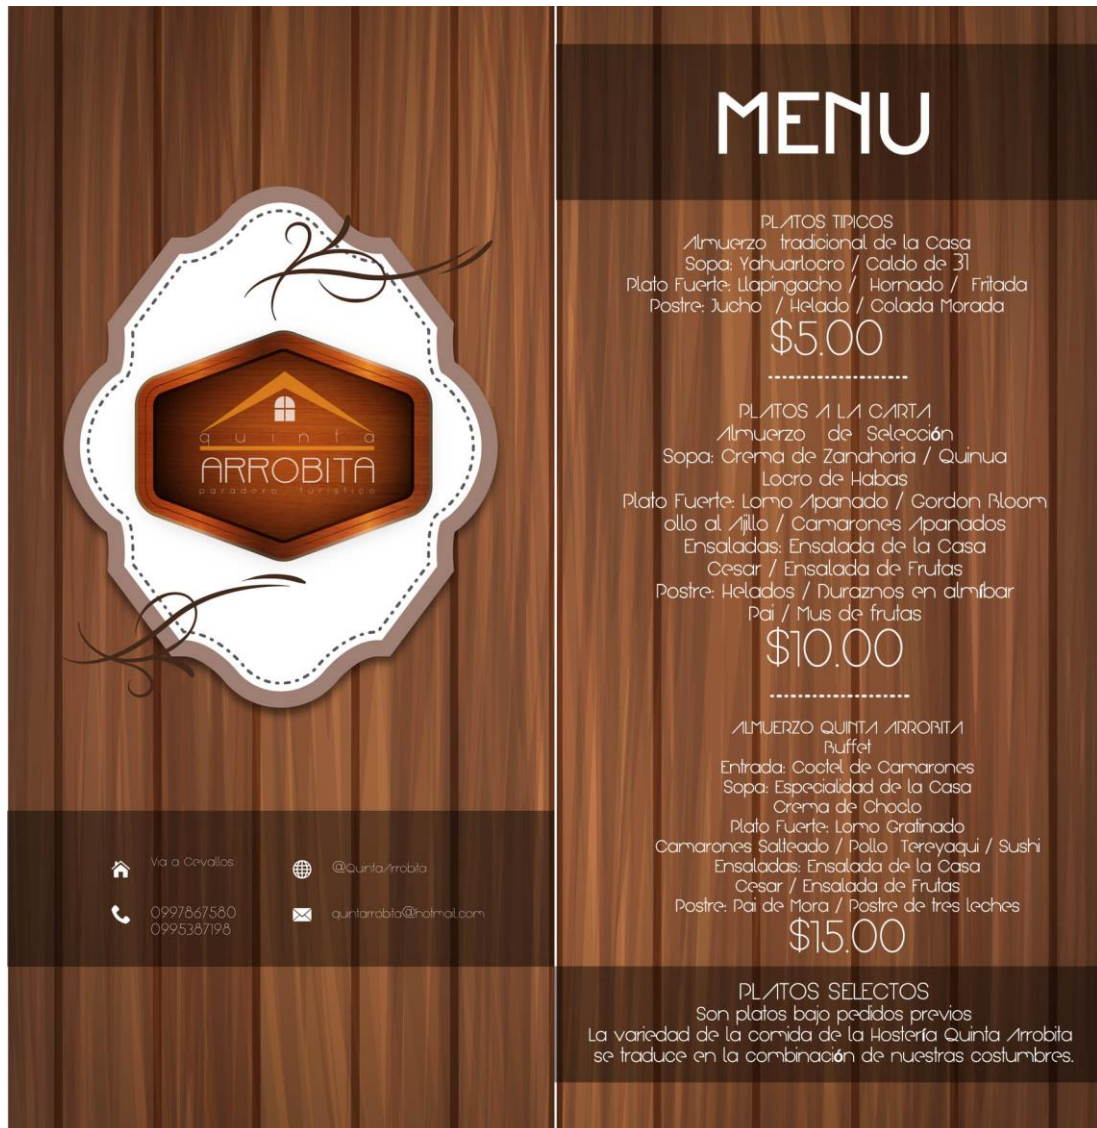 quinta
ARROBITA
paradero turístico
Via a Cevallos
@QuintaArrobita
0997867580
0995387198
quintarrobita@hotmail.com
MENU
PLATOS TIPICOS
Almuerzo tradicional de la Casa
Sopa: Yahuarlocro / Caldo de 31
Plato Fuerte: Llapingacho / Hornado / Fritada
Postre: Jucho / Helado / Colada Morada
$5.00
PLATOS A LA CARTA
Almuerzo de Selección
Sopa: Crema de Zanahoria / Quinua
Locro de Habas
Plato Fuerte: Lomo Apanado / Gordon Bloom
ollo al Ajillo / Camarones Apanados
Ensaladas: Ensalada de la Casa
Cesar / Ensalada de Frutas
Postre: Helados / Duraznos en almíbar
Pai / Mus de frutas
$10.00
ALMUERZO QUINTA ARROBITA
Buffet
Entrada: Coctel de Camarones
Sopa: Especialidad de la Casa
Crema de Choclo
Plato Fuerte: Lomo Gratinado
Camarones Salteado / Pollo Tereyaqui / Sushi
Ensaladas: Ensalada de la Casa
Cesar / Ensalada de Frutas
Postre: Pai de Mora / Postre de tres leches
$15.00
PLATOS SELECTOS
Son platos bajo pedidos previos
La variedad de la comida de la Hostería Quinta Arrobita
se traduce en la combinación de nuestras costumbres.